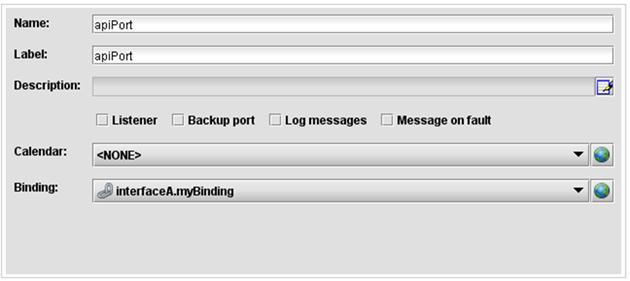 Name: apiPort
Label: apiPort
Description:
Listener Backup port Log messages Message on fault
Calendar: <NONE>
Binding: interfaceA.myBinding